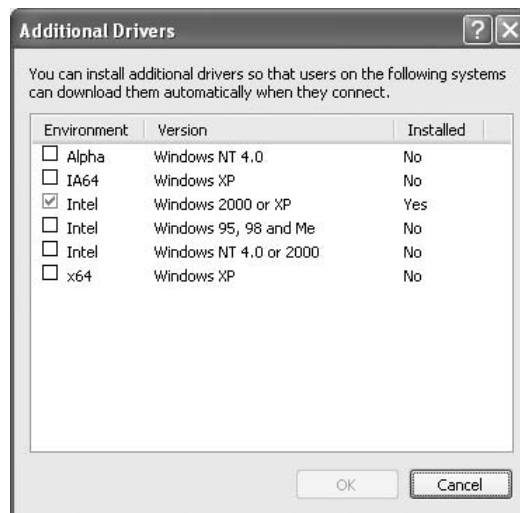 Additional Drivers
You can install additional drivers so that users on the following systems
can download them automatically when they connect.
Environment Version Installed
Alpha Windows NT 4.0 No
IA64 Windows XP No
Intel Windows 2000 or XP Yes
Intel Windows 95, 98 and Me No
Intel Windows NT 4.0 or 2000 No
x64 Windows XP No
OK Cancel